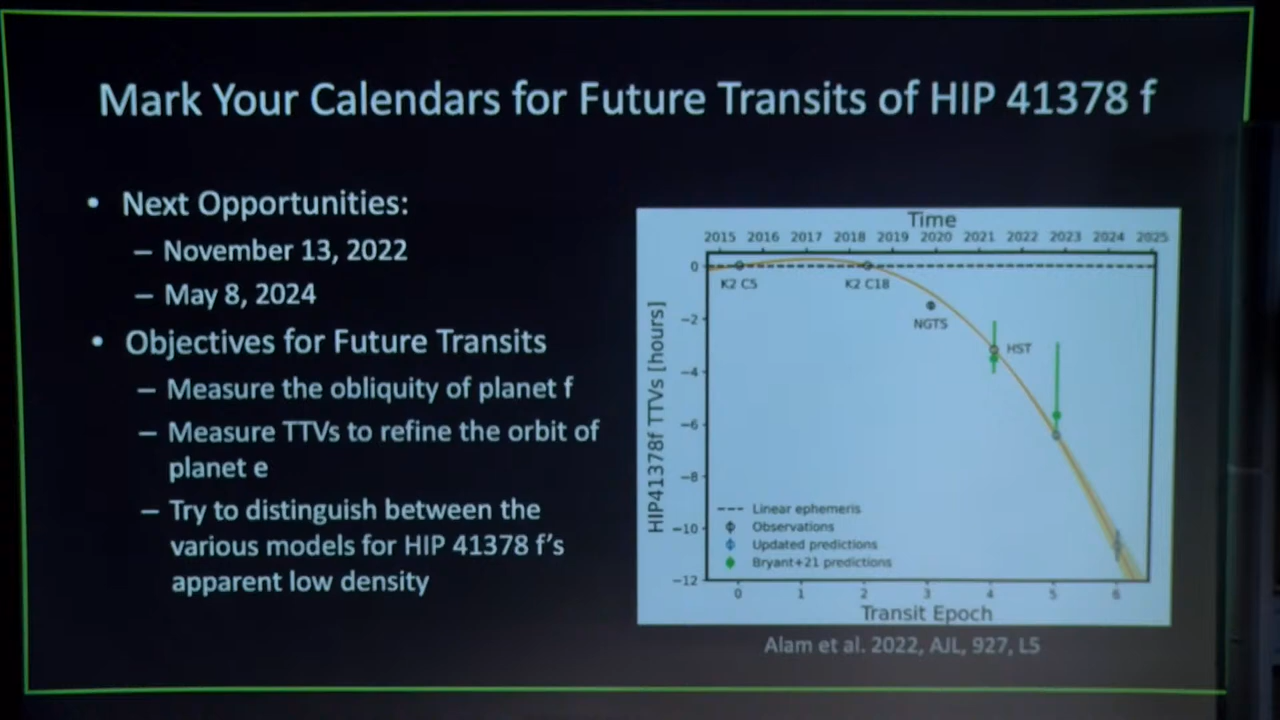 Mark Your Calendars for Future Transits of HIP 41378 f
• Next Opportunities:
– November 13, 2022
– May 8, 2024
• Objectives for Future Transits
– Measure the obliquity of planet f
– Measure TTVs to refine the orbit of
planet e
– Try to distinguish between the
various models for HIP 41378 f's
apparent low density
Time
2015 2016 2017 2018 2019 2020 2021 2022 2023 2024 2025
HIP41378f TTVs [hours]
0
−2
−4
−6
−8
−10
−12
K2 C5
K2 C18
NGTS
HST
Linear ephemeris
Observations
Updated predictions
Bryant+21 predictions
0 1 2 3 4 5 6
Transit Epoch
Alam et al. 2022, AJL, 927, L5